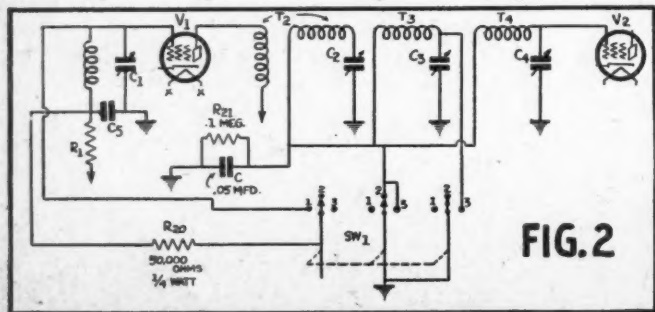 V1
T2
C2
T3
C3
T4
C4
V2
C1
X X
C5
R1
R21
.1 MEG.
C
.05 MFD.
1 2 3
1 2 3
1 2 3
SW1
R20
50,000
OHMS
1/4 WATT
FIG.2